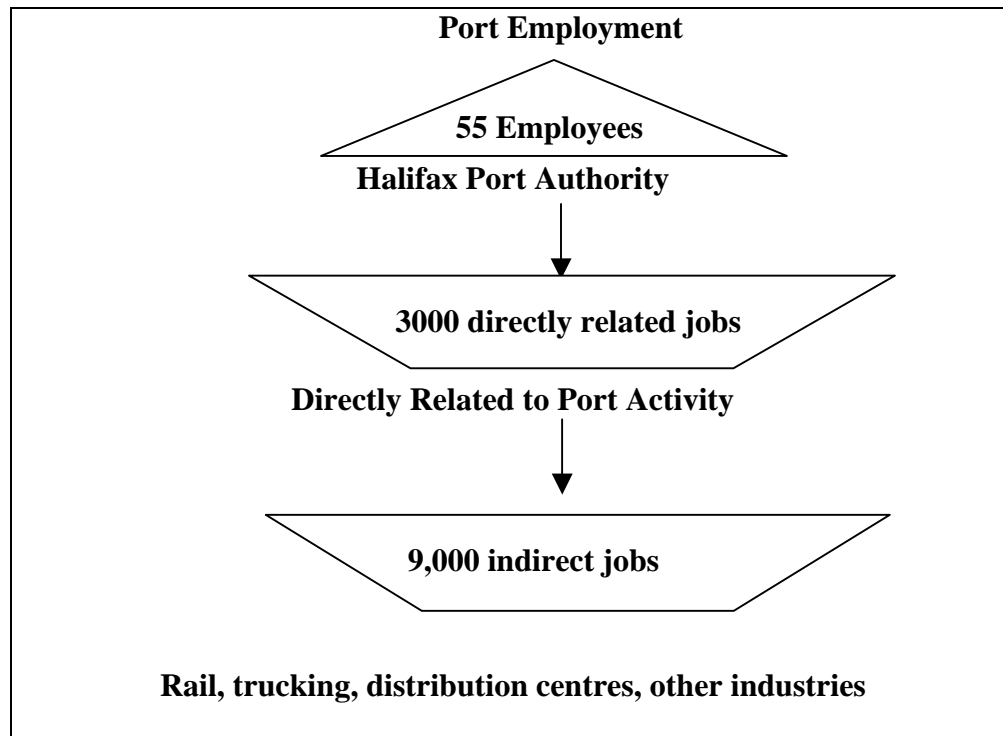 Port Employment
55 Employees
Halifax Port Authority
3000 directly related jobs
Directly Related to Port Activity
9,000 indirect jobs
Rail, trucking, distribution centres, other industries